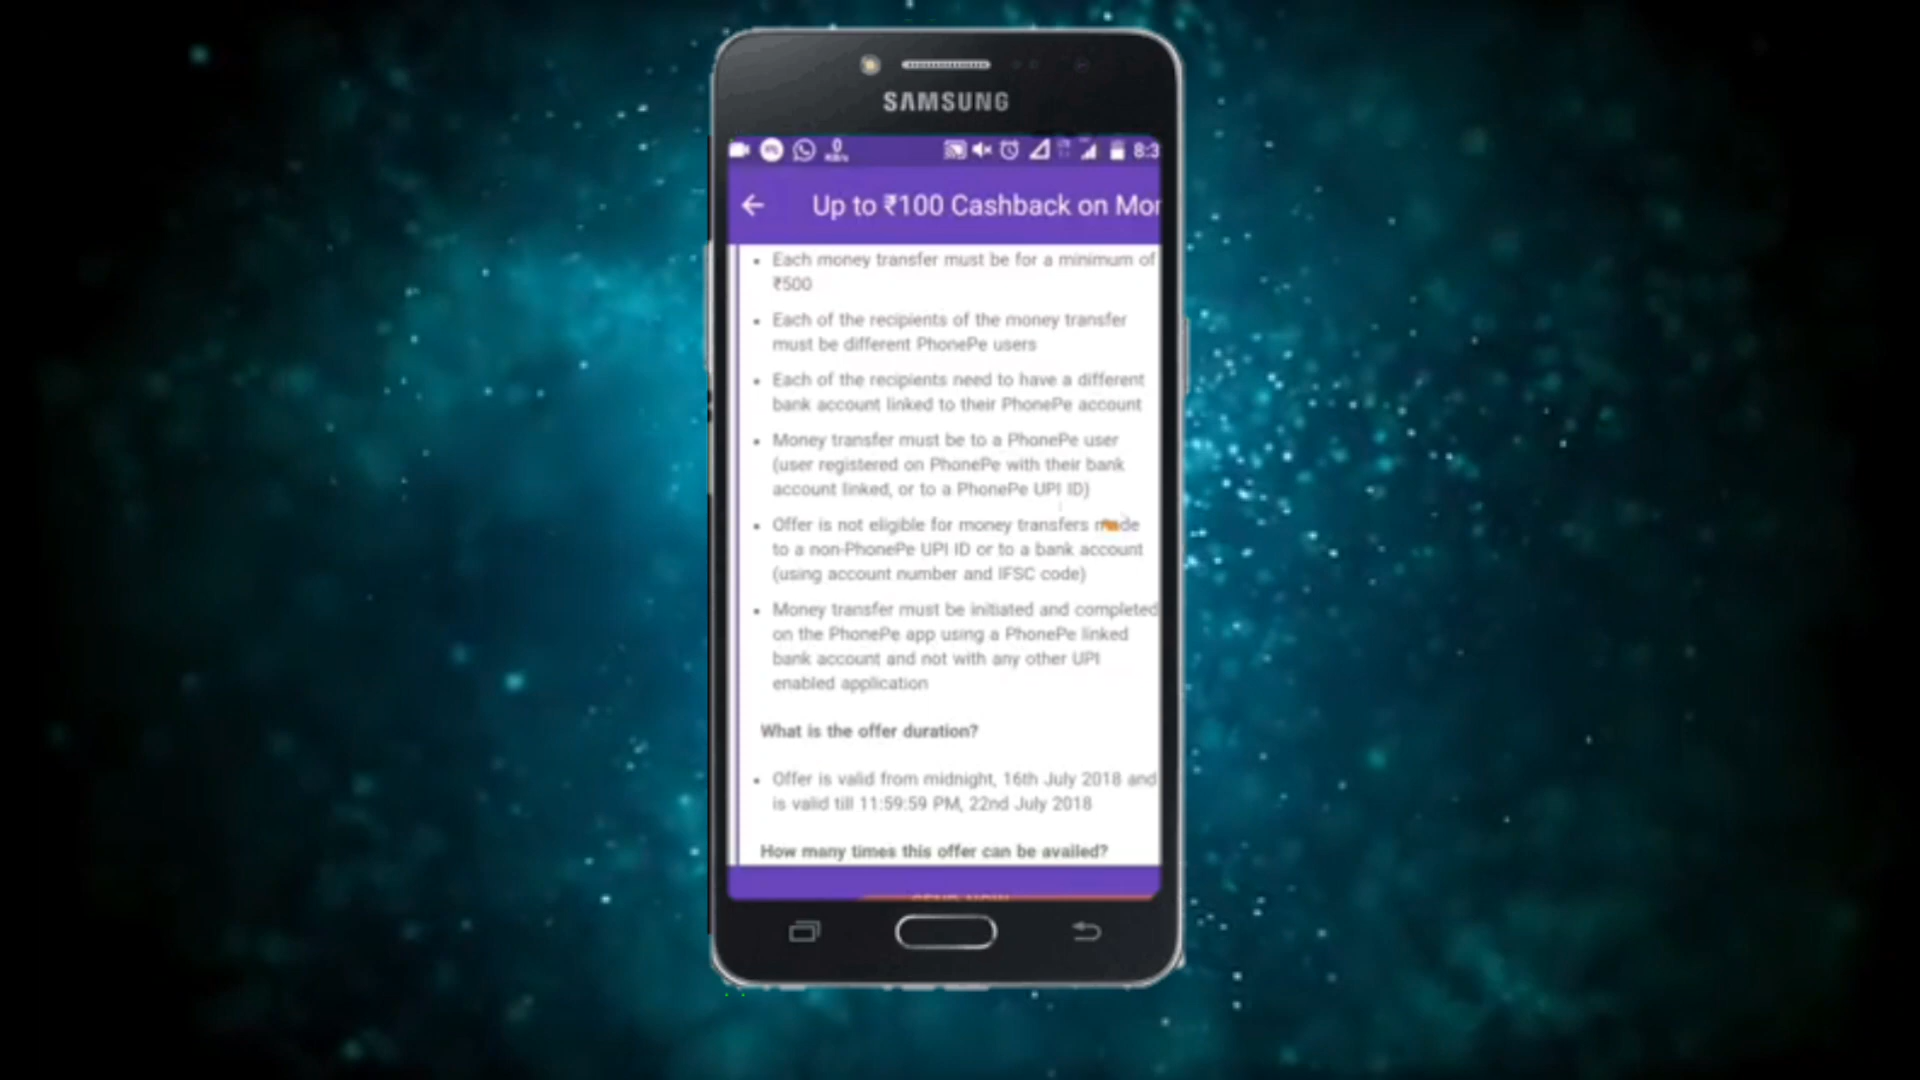 SAMSUNG
0
KB/s
8:3
Up to ₹100 Cashback on Mor
• Each money transfer must be for a minimum of
₹500
• Each of the recipients of the money transfer
must be different PhonePe users
• Each of the recipients need to have a different
bank account linked to their PhonePe account
• Money transfer must be to a PhonePe user
(user registered on PhonePe with their bank
account linked, or to a PhonePe UPI ID)
• Offer is not eligible for money transfers made
to a non-PhonePe UPI ID or to a bank account
(using account number and IFSC code)
• Money transfer must be initiated and completed
on the PhonePe app using a PhonePe linked
bank account and not with any other UPI
enabled application
What is the offer duration?
• Offer is valid from midnight, 16th July 2018 and
is valid till 11:59:59 PM, 22nd July 2018
How many times this offer can be availed?